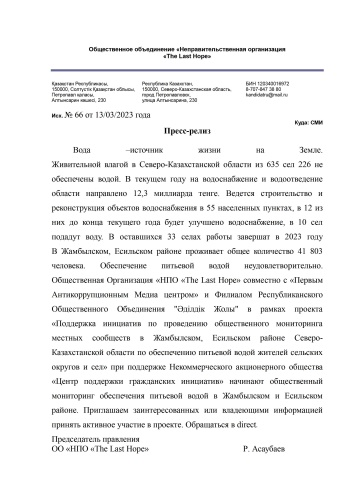 Общественное объединение «Неправительственная организация
«The Last Hope»
Қазақстан Республикасы,
150000, Солтүстік Қазақстан облысы,
Петропавл қаласы,
Алтынсарин көшесі, 230
Республика Казахстан,
150000, Северо-Казахстанская область,
город Петропавловск,
улица Алтынсарина, 230
БИН 120340016972
8-707-847 38 80
kandidatru@mail.ru
Исх. № 66 от 13/03/2023 года
Куда: СМИ
Пресс-релиз
Вода –источник жизни на Земле.
Живительной влагой в Северо-Казахстанской области из 635 сел 226 не
обеспечены водой. В текущем году на водоснабжение и водоотведение
области направлено 12,3 миллиарда тенге. Ведется строительство и
реконструкция объектов водоснабжения в 55 населенных пунктах, в 12 из
них до конца текущего года будет улучшено водоснабжение, в 10 сел
подадут воду. В оставшихся 33 селах работы завершат в 2023 году
В Жамбылском, Есильском районе проживает общее количество 41 803
человека. Обеспечение питьевой водой неудовлетворительно.
Общественная Организация «НПО «The Last Hope» совместно с «Первым
Антикоррупционным Медиа центром» и Филиалом Республиканского
Общественного Объединения "Әділдік Жолы" в рамках проекта
«Поддержка инициатив по проведению общественного мониторинга
местных сообществ в Жамбылском, Есильском районе Северо-
Казахстанской области по обеспечению питьевой водой жителей сельских
округов и сел» при поддержке Некоммерческого акционерного общества
«Центр поддержки гражданских инициатив» начинают общественный
мониторинг обеспечения питьевой водой в Жамбылском и Есильском
районе. Приглашаем заинтересованных или владеющими информацией
принять активное участие в проекте. Обращаться в direct.
Председатель правления
ОО «НПО «The Last Hope» Р. Асаубаев